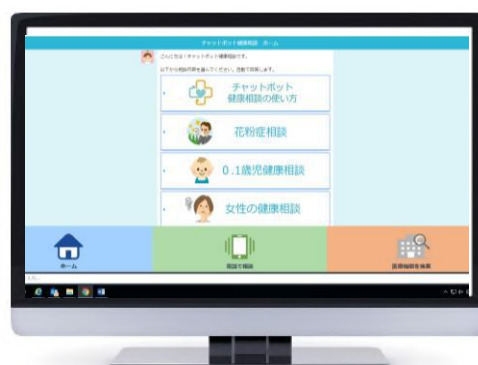 チャットボット健康相談 ホーム
こんにちは！チャットボット健康相談です。
以下から相談内容を選んでください。自動で回答します。
チャットボット
健康相談の使い方
花粉症相談
0.1歳児健康相談
女性の健康相談
ホーム
電話で相談
医療機関を検索